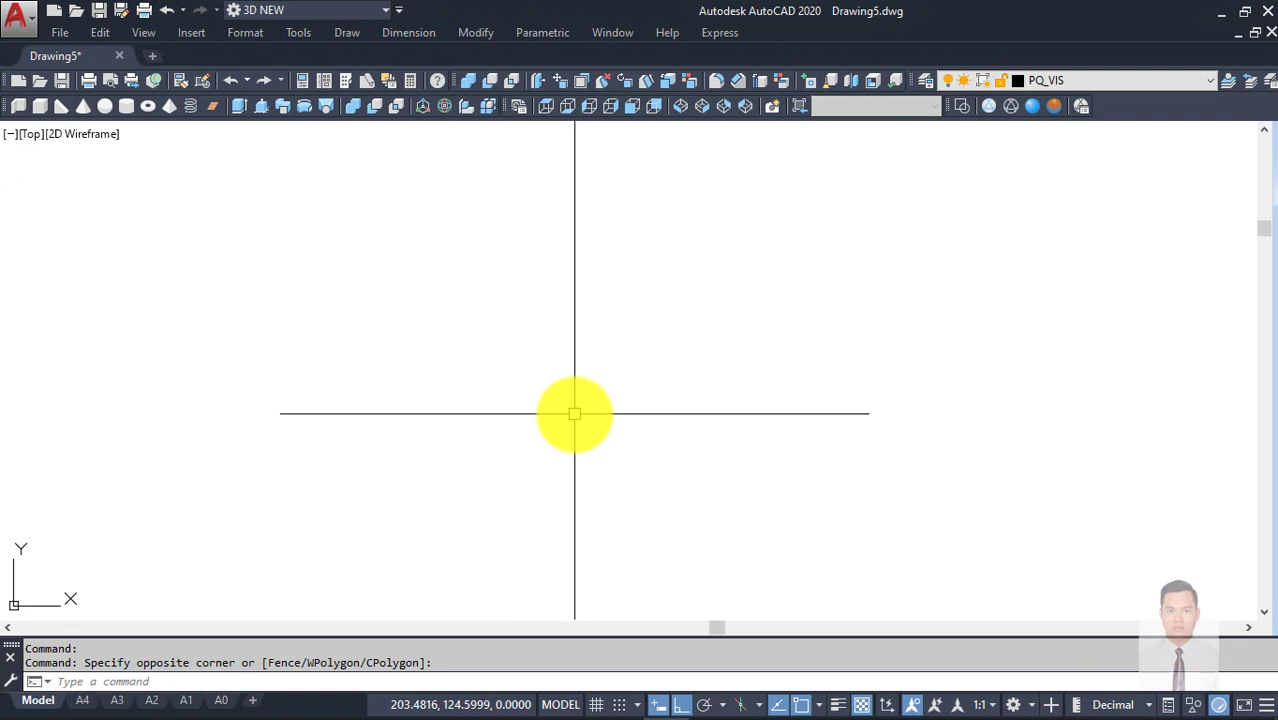 3D NEW
Autodesk AutoCAD 2020 Drawing5.dwg
File Edit View Insert Format Tools Draw Dimension Modify Parametric Window Help Express
Drawing5*
PQ_VIS
[−][Top][2D Wireframe]
Y
X
Command:
Command: Specify opposite corner or [Fence/WPolygon/CPolygon]:
Type a command
Model A4 A3 A2 A1 A0
203.4816, 124.5999, 0.0000 MODEL 1:1 Decimal